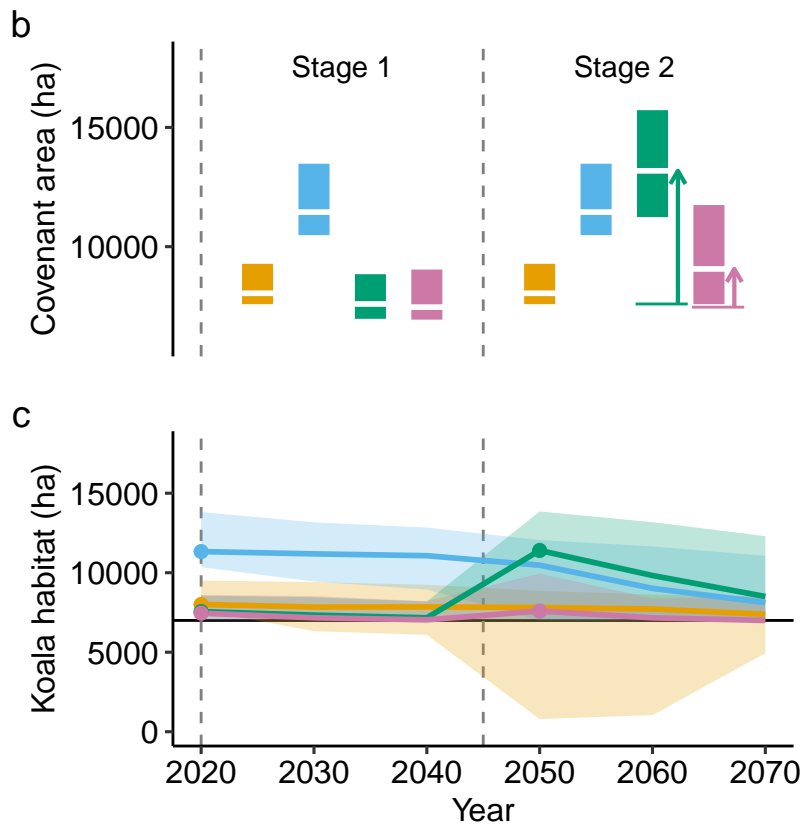 b
Covenant area (ha)
15000
10000
Stage 1
Stage 2
c
Koala habitat (ha)
15000
10000
5000
0
2020 2030 2040 2050 2060 2070
Year